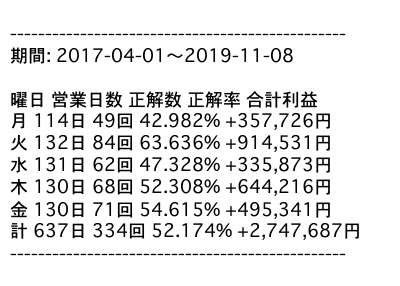 ------------------------------------------------
期間: 2017-04-01〜2019-11-08
曜日 営業日数 正解数 正解率 合計利益
月 114日 49回 42.982% +357,726円
火 132日 84回 63.636% +914,531円
水 131日 62回 47.328% +335,873円
木 130日 68回 52.308% +644,216円
金 130日 71回 54.615% +495,341円
計 637日 334回 52.174% +2,747,687円
------------------------------------------------